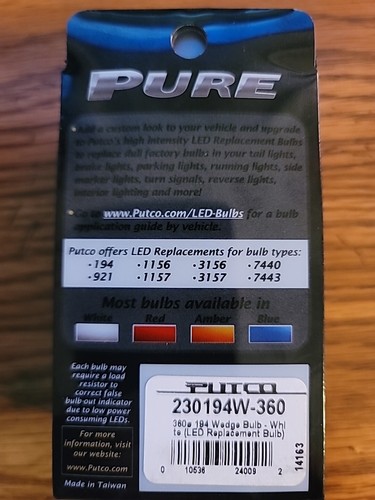 PURE
• Add a custom look to your vehicle and upgrade
to Putco's high intensity LED Replacement Bulbs
to replace dull factory bulbs in your tail lights,
brake lights, parking lights, running lights, side
marker lights, turn signals, reverse lights,
interior lighting and more!
• Go to www.Putco.com/LED-Bulbs for a bulb
application guide by vehicle.
Putco offers LED Replacements for bulb types:
•194 •1156 •3156 •7440
•921 •1157 •3157 •7443
Most bulbs available in
White Red Amber Blue
Each bulb may
require a load
resistor to
correct false
bulb-out indicator
due to low power
consuming LEDs.
For more
information, visit
our website:
www.Putco.com
Made in Taiwan
PUTCO
230194W-360
360ø 194 Wedge Bulb - Whi
te (LED Replacement Bulb)
0 10536 24009 2
14163